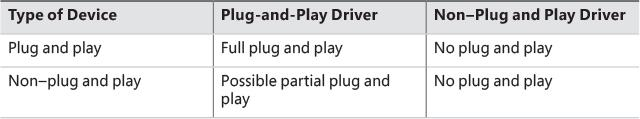 Type of Device Plug-and-Play Driver Non–Plug and Play Driver
Plug and play Full plug and play No plug and play
Non–plug and play Possible partial plug and play No plug and play